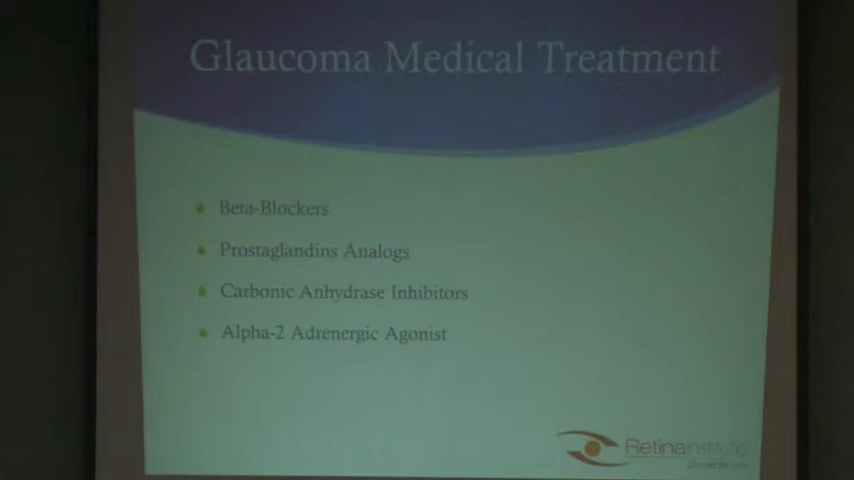 Glaucoma Medical Treatment
Beta-Blockers
Prostaglandins Analogs
Carbonic Anhydrase Inhibitors
Alpha-2 Adrenergic Agonist
RetinaInstitute